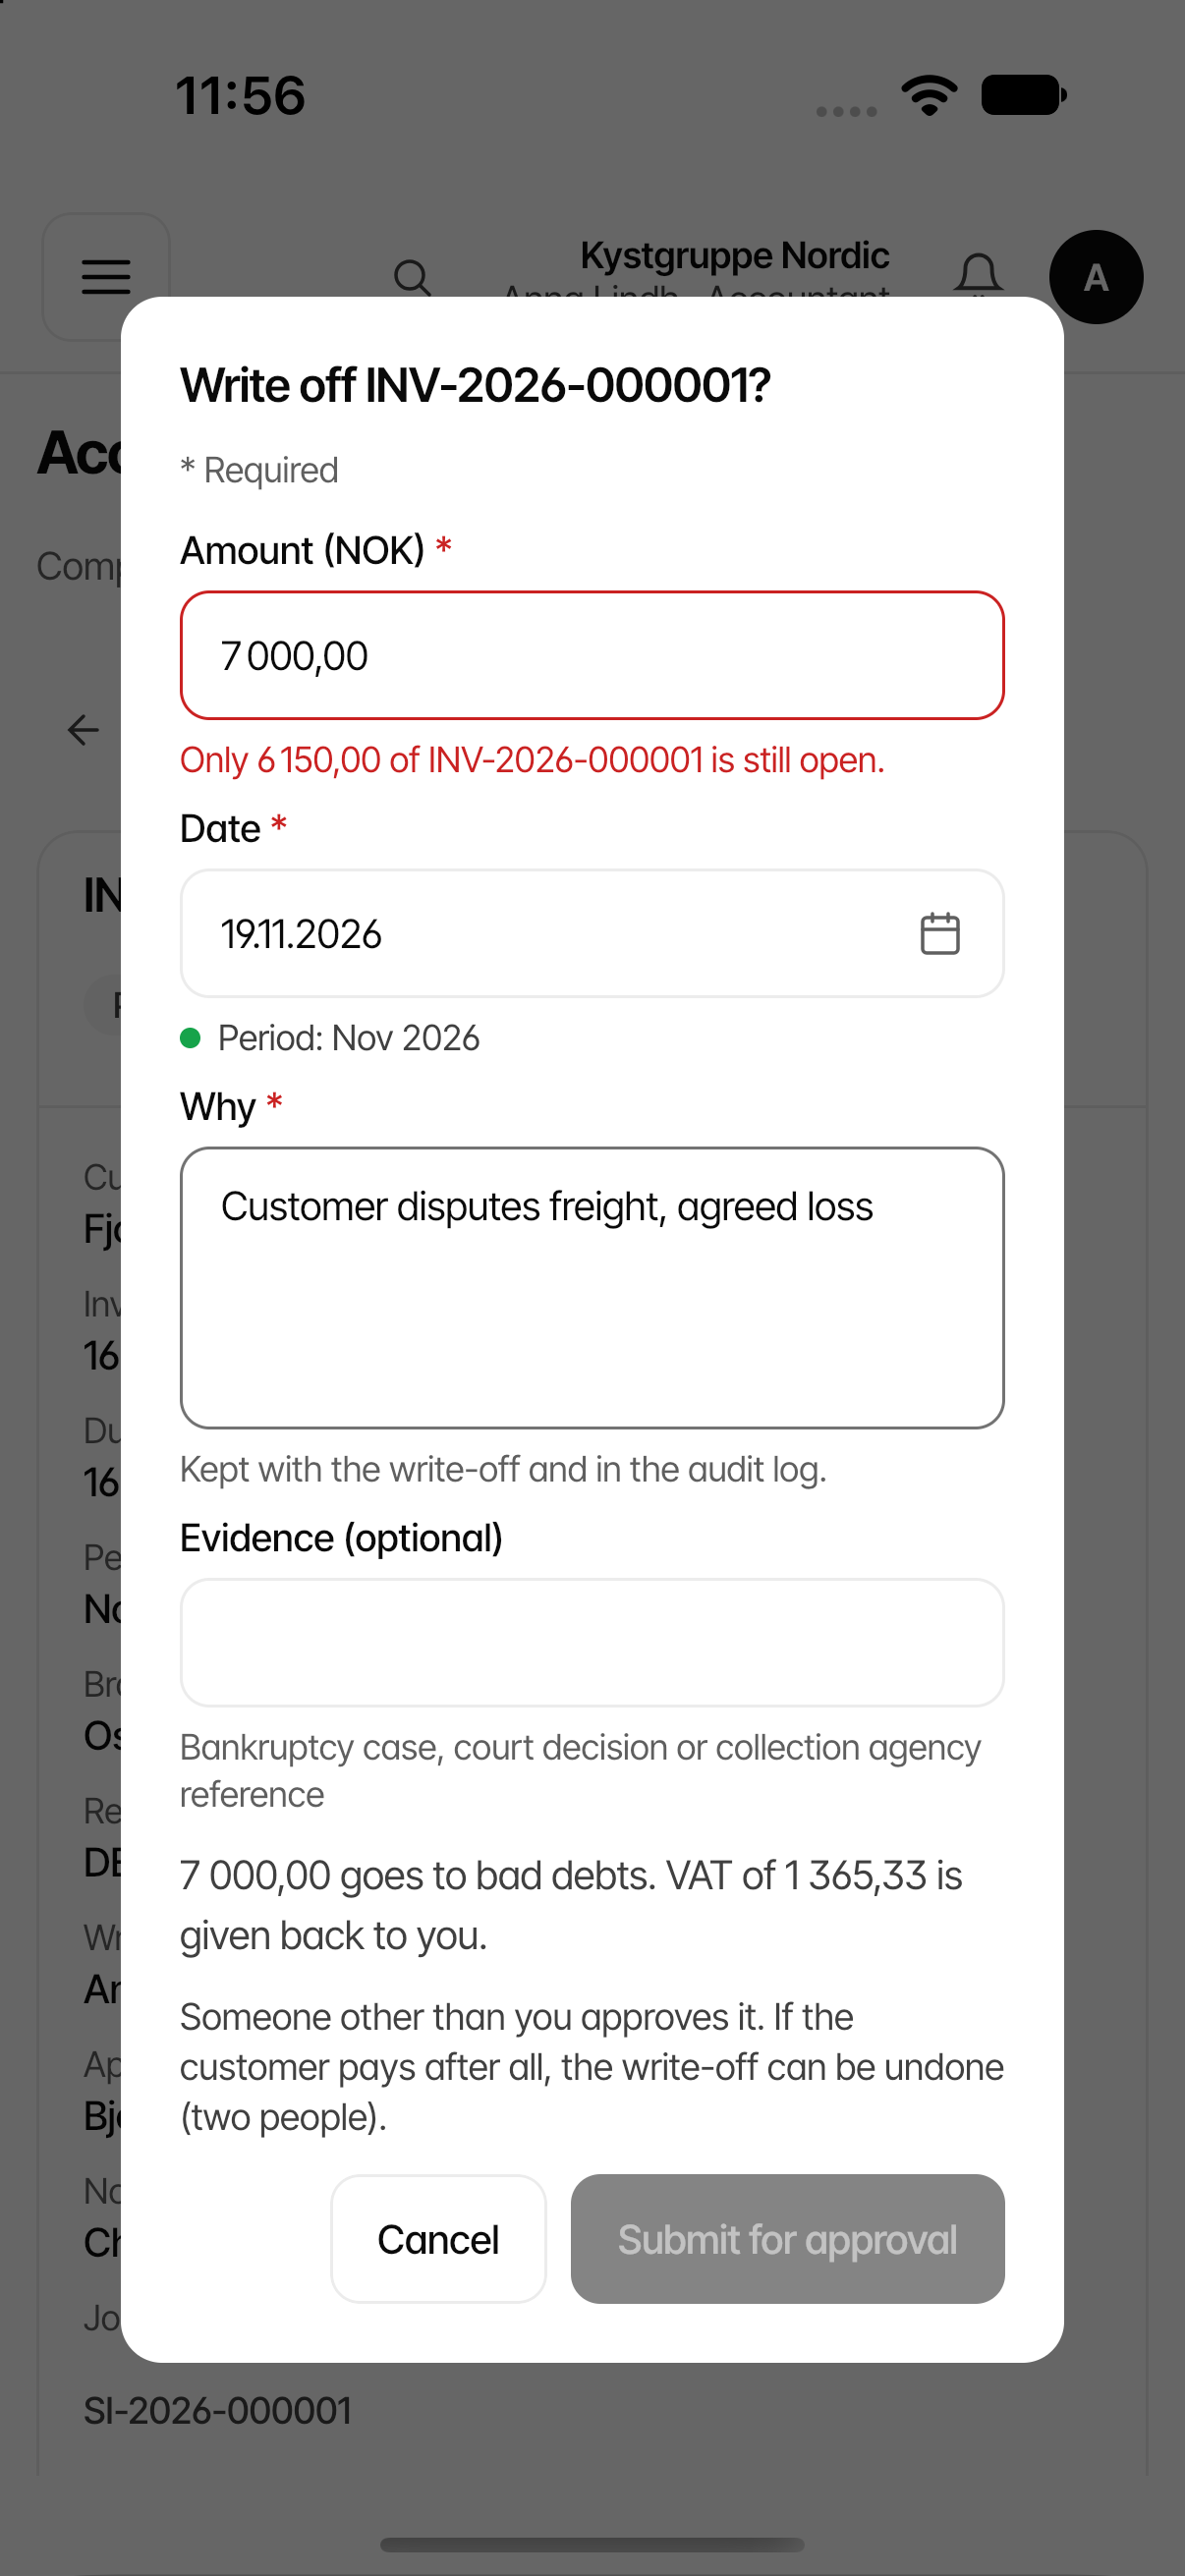 11:56
Kystgruppe Nordic
Anna Lindh · Accountant
A
Write off INV-2026-000001?
* Required
Amount (NOK) *
7 000,00
Only 6 150,00 of INV-2026-000001 is still open.
Date *
19.11.2026
Period: Nov 2026
Why *
Customer disputes freight, agreed loss
Kept with the write-off and in the audit log.
Evidence (optional)
Bankruptcy case, court decision or collection agency
reference
7 000,00 goes to bad debts. VAT of 1 365,33 is
given back to you.
Someone other than you approves it. If the
customer pays after all, the write-off can be undone
(two people).
Cancel
Submit for approval
SI-2026-000001